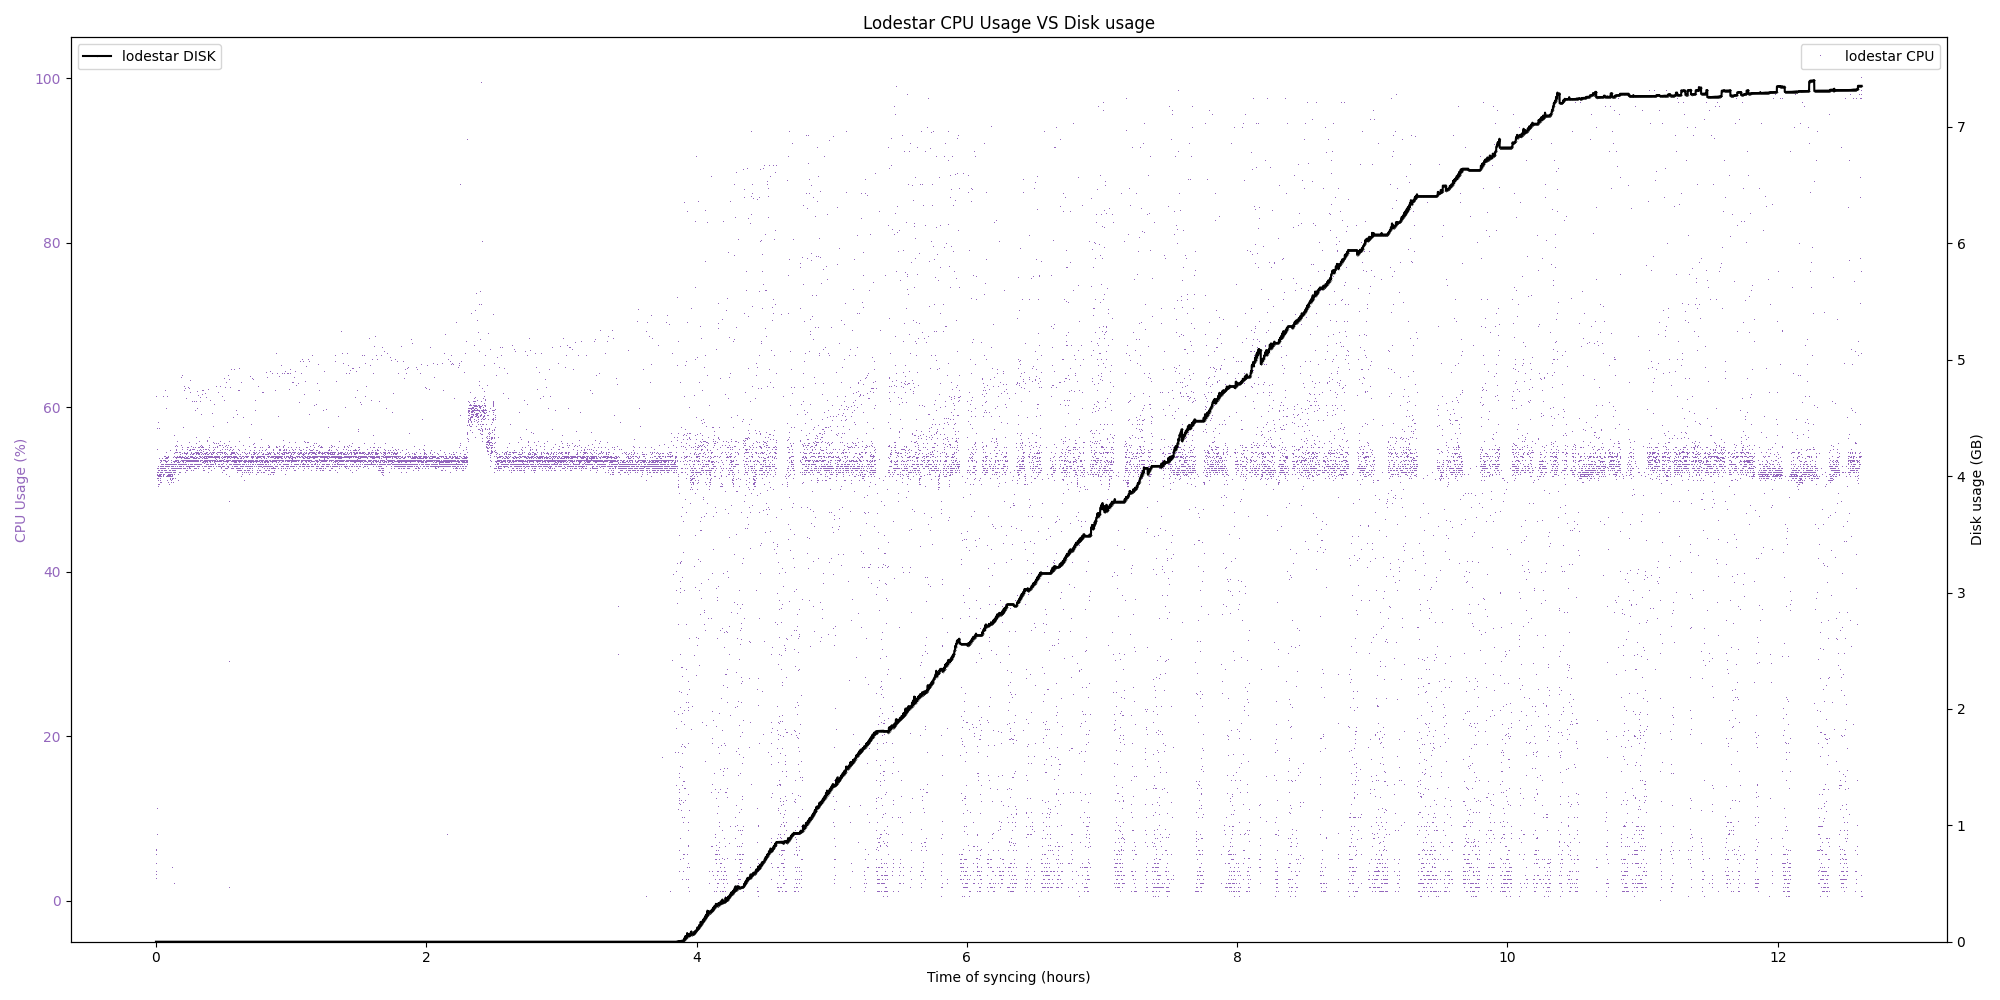 Lodestar CPU Usage VS Disk usage
lodestar DISK
lodestar CPU
100
80
60
40
20
0
CPU Usage (%)
7
6
5
4
3
2
1
0
Disk usage (GB)
0 2 4 6 8 10 12
Time of syncing (hours)